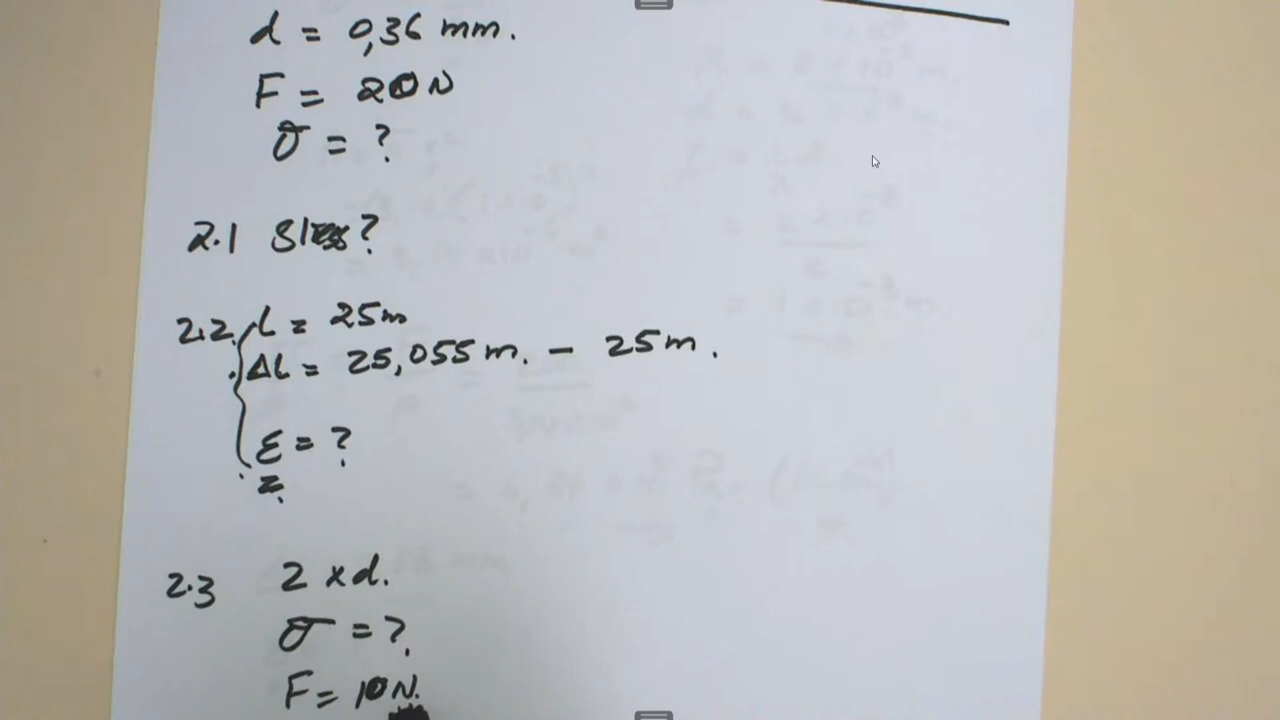 d = 0,36 mm.
F = 20N
σ = ?
2.1 Stress?
2.2. L = 25m
ΔL = 25,055 m. - 25m.
ε = ?
2.3 2 x d.
σ = ?
F = 10N.